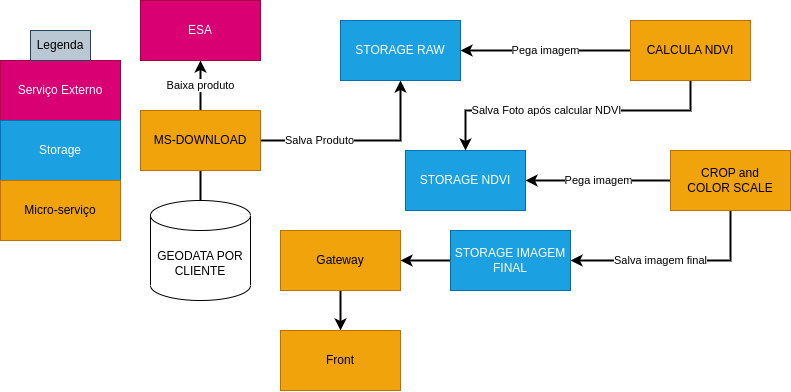 Legenda
Serviço Externo
Storage
Micro-serviço
ESA
Baixa produto
MS-DOWNLOAD
Salva Produto
GEODATA POR
CLIENTE
STORAGE RAW
Pega imagem
CALCULA NDVI
Salva Foto após calcular NDVI
STORAGE NDVI
Pega imagem
CROP and
COLOR SCALE
Salva imagem final
STORAGE IMAGEM
FINAL
Gateway
Front